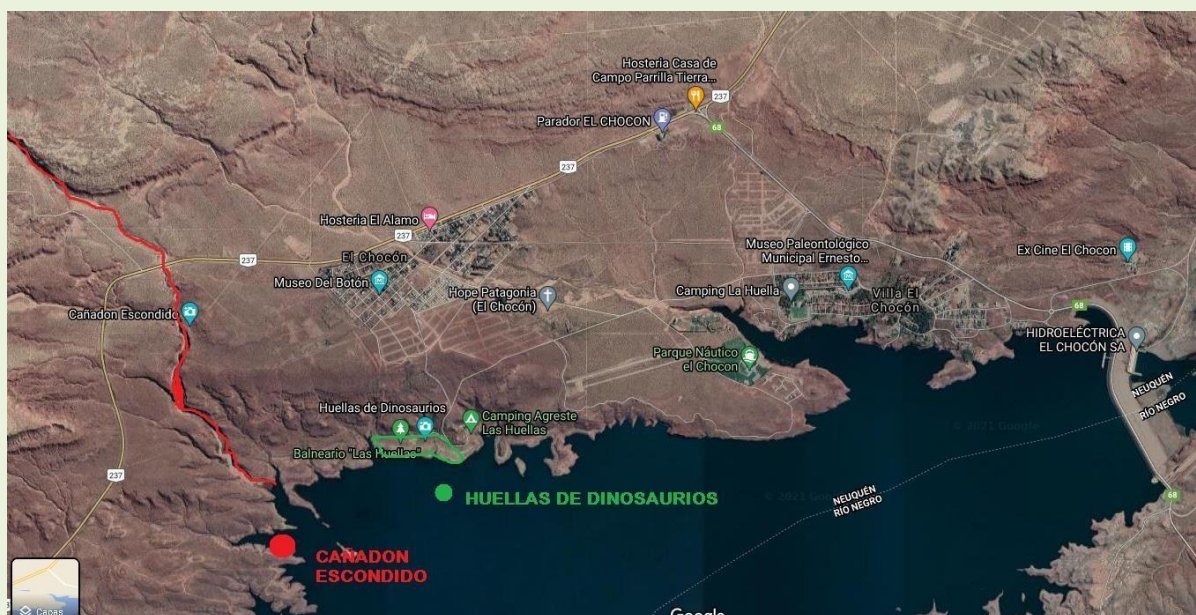 Hosteria Casa de
Campo Parrilla Tierra...
237
Parador EL CHOCON
68
237
Hosteria El Alamo
237
El Chocón
237
Museo Del Botón
Hope Patagonia
(El Chocón)
Museo Paleontológico
Municipal Ernesto...
Camping La Huella
Villa El
Chocón
Ex Cine El Chocon
68
HIDROELÉCTRICA
EL CHOCÓN SA
Cañadon Escondido
Parque Náutico
el Chocon
NEUQUÉN
RÍO NEGRO
Huellas de Dinosaurios
Camping Agreste
Las Huellas
Balneario "Las Huellas"
© 2021 Google
237
HUELLAS DE DINOSAURIOS
© 2021 Google
NEUQUÉN
RÍO NEGRO
68
CAÑADON
ESCONDIDO
Capas
Google